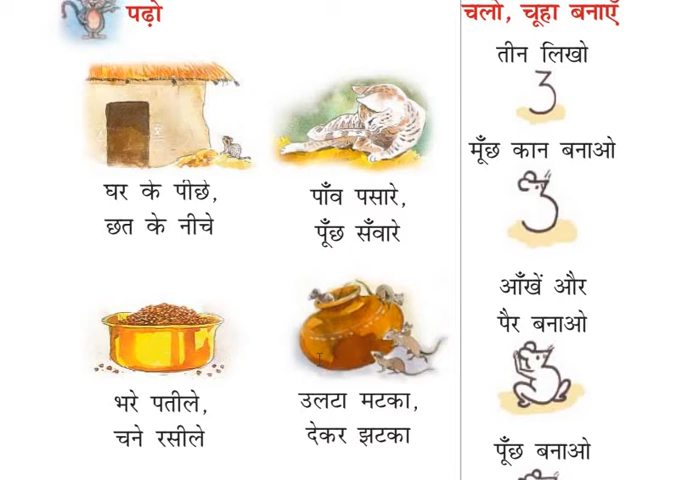 पढ़ो
घर के पीछे,
छत के नीचे
पाँव पसारे,
पूँछ सँवारे
भरे पतीले,
चने रसीले
उलटा मटका,
देकर झटका
चलो, चूहा बनाएँ
तीन लिखो
3
मूँछ कान बनाओ
आँखें और
पैर बनाओ
पूँछ बनाओ